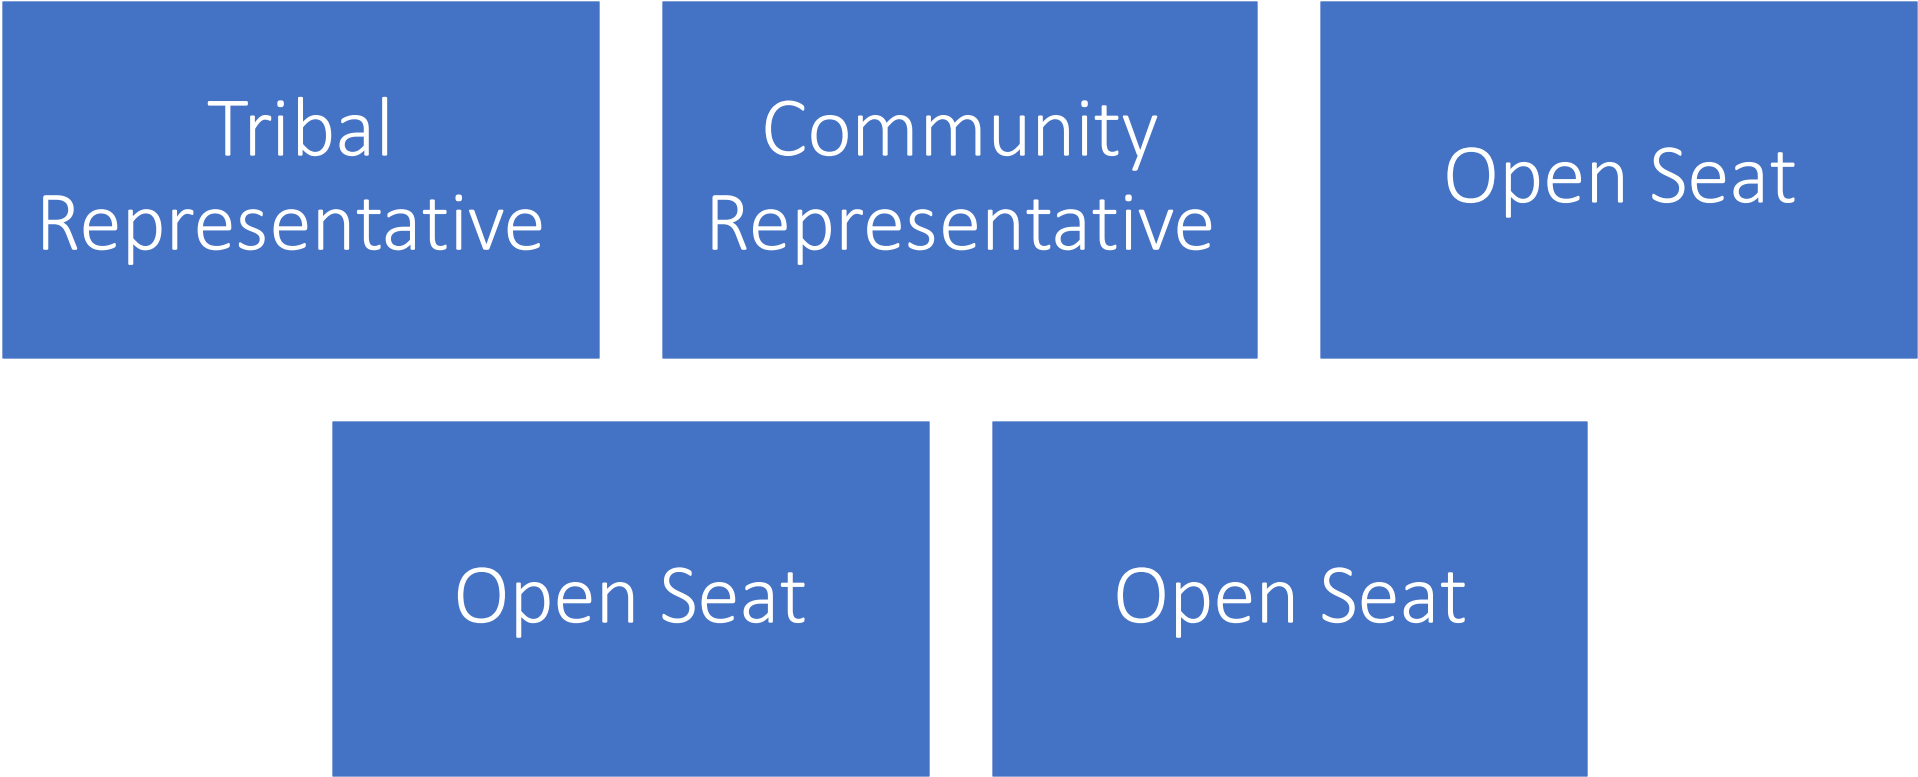 Tribal
Representative
Community
Representative
Open Seat
Open Seat
Open Seat